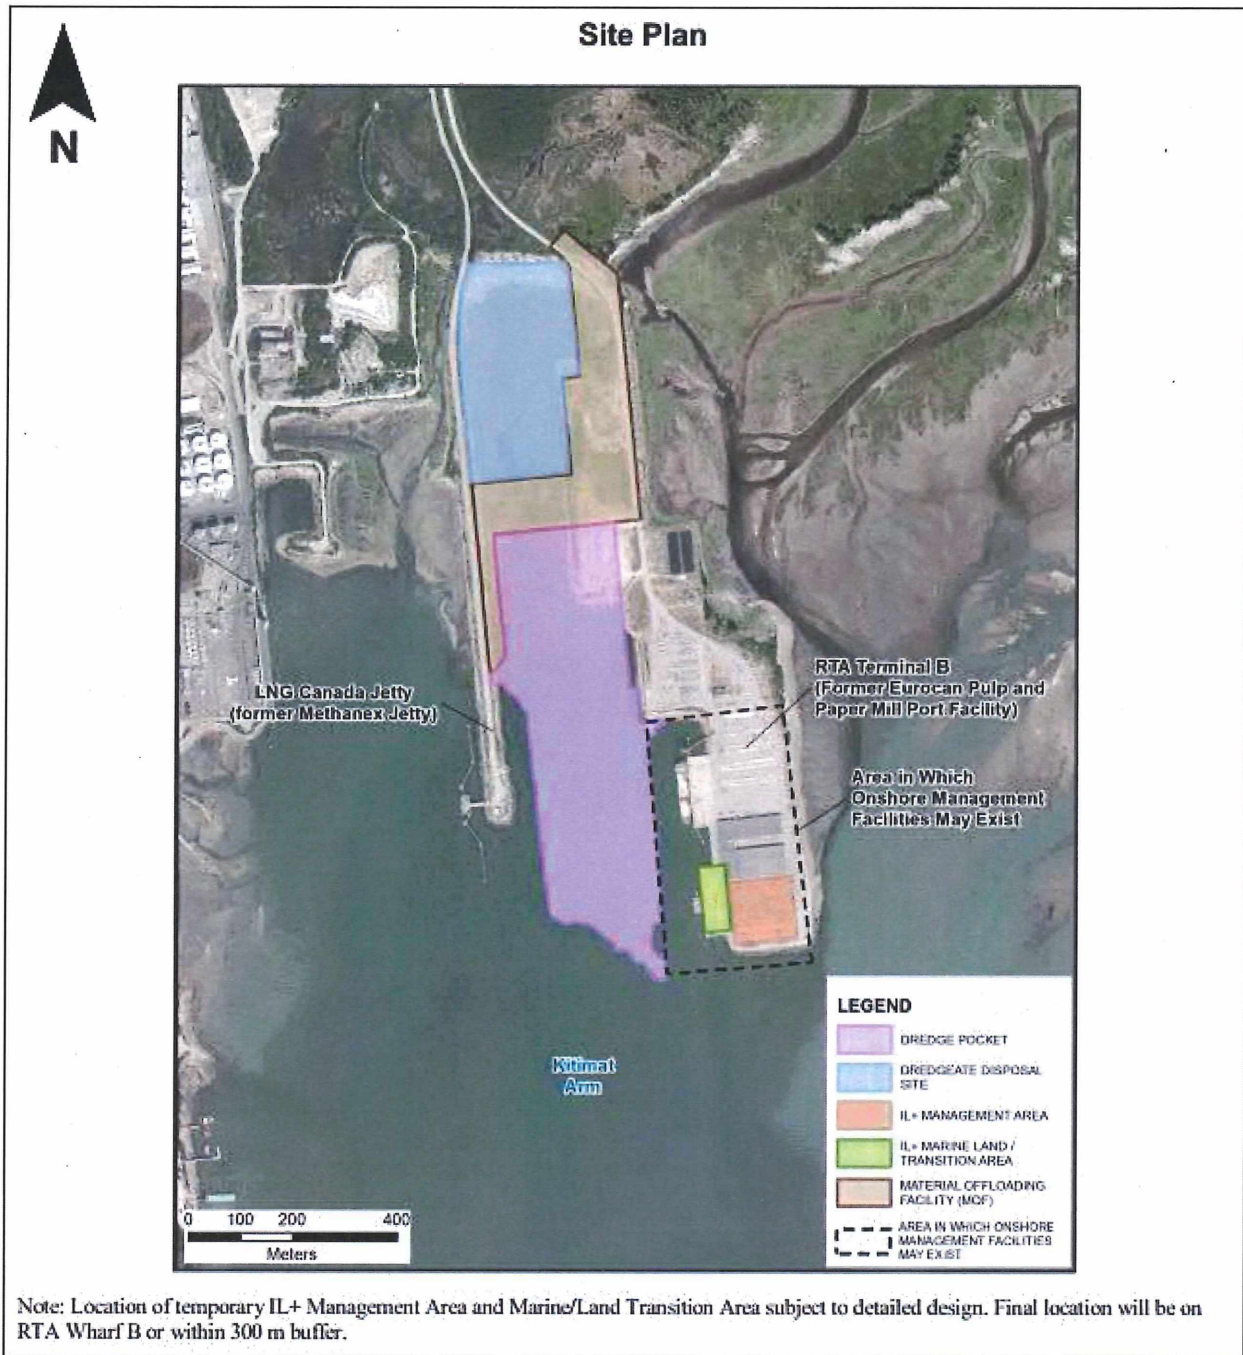 Site Plan
N
LNG Canada Jetty
(former Methanex Jetty)
RTA Terminal B
(Former Eurocan Pulp and
Paper Mill Port Facility)
Area in Which
Onshore Management
Facilities May Exist
Kitimat
Arm
LEGEND
DREDGE POCKET
DREDGEATE DISPOSAL
SITE
IL+ MANAGEMENT AREA
IL+ MARINE LAND /
TRANSITION AREA
MATERIAL OFFLOADING
FACILITY (MOF)
AREA IN WHICH ONSHORE
MANAGEMENT FACILITIES
MAY EXIST
0 100 200 400
Meters
Note: Location of temporary IL+ Management Area and Marine/Land Transition Area subject to detailed design. Final location will be on
RTA Wharf B or within 300 m buffer.